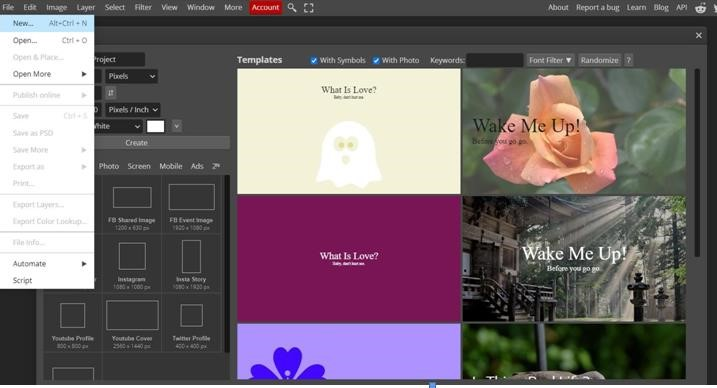 File Edit Image Layer Select Filter View Window More Account About Report a bug Learn Blog API
New... Alt+Ctrl + N
Open... Ctrl + O
Open & Place...
Open More
Publish online
Save Ctrl + S
Save as PSD
Save More
Export as
Print...
Export Layers...
Export Color Lookup...
File Info...
Automate
Script
Project
Pixels
Pixels / Inch
White
Create
Photo Screen Mobile Ads
FB Shared Image
1200 x 630 px
FB Event Image
1920 x 1080 px
Instagram
1080 x 1080 px
Insta Story
1080 x 1920 px
Youtube Profile
800 x 800 px
Youtube Cover
2560 x 1440 px
Twitter Profile
400 x 400 px
Templates With Symbols With Photo Keywords: Font Filter ▼ Randomize ?
What Is Love?
Baby, don't hurt me.
Wake Me Up!
Before you go go.
What Is Love?
Baby, don't hurt me.
Wake Me Up!
Before you go go.